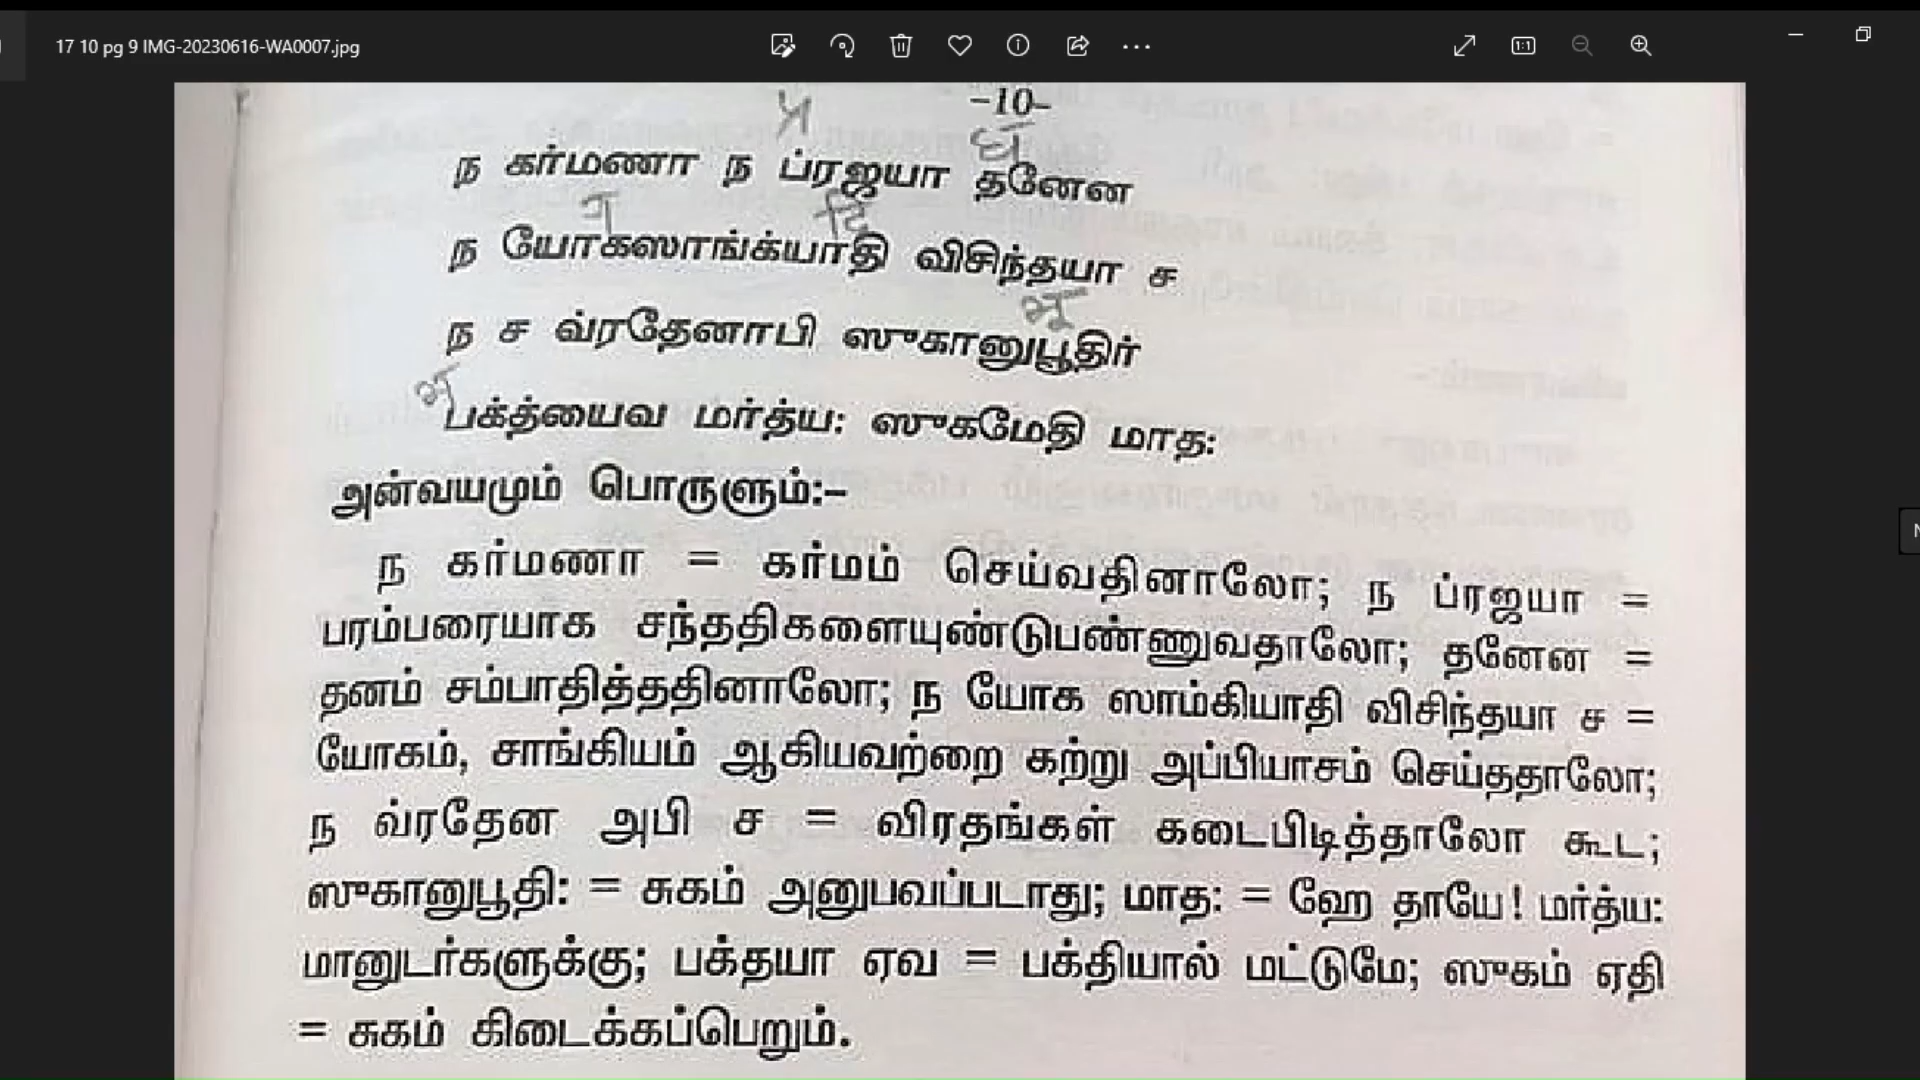 17 10 pg 9 IMG-20230616-WA0007.jpg
-10-
प्र
ध
ந கர்மணா ந ப்ரஜயா தனேன
ग
दि
ந யோகஸாங்க்யாதி விசிந்தயா ச
भू
ந ச வ்ரதேனாபி ஸுகானுபூதிர்
भ
பக்த்யைவ மர்த்ய: ஸுகமேதி மாத:
அன்வயமும் பொருளும்:–
ந கர்மணா = கர்மம் செய்வதினாலோ; ந ப்ரஜயா =
பரம்பரையாக சந்ததிகளையுண்டுபண்ணுவதாலோ; தனேன =
தனம் சம்பாதித்ததினாலோ; ந யோக ஸாம்கியாதி விசிந்தயா ச =
யோகம், சாங்கியம் ஆகியவற்றை கற்று அப்பியாசம் செய்ததாலோ;
ந வ்ரதேன அபி ச = விரதங்கள் கடைபிடித்தாலோ கூட;
ஸுகானுபூதி: = சுகம் அனுபவப்படாது; மாத: = ஹே தாயே! மர்த்ய:
மானுடர்களுக்கு; பக்தயா ஏவ = பக்தியால் மட்டுமே; ஸுகம் ஏதி
= சுகம் கிடைக்கப்பெறும்.